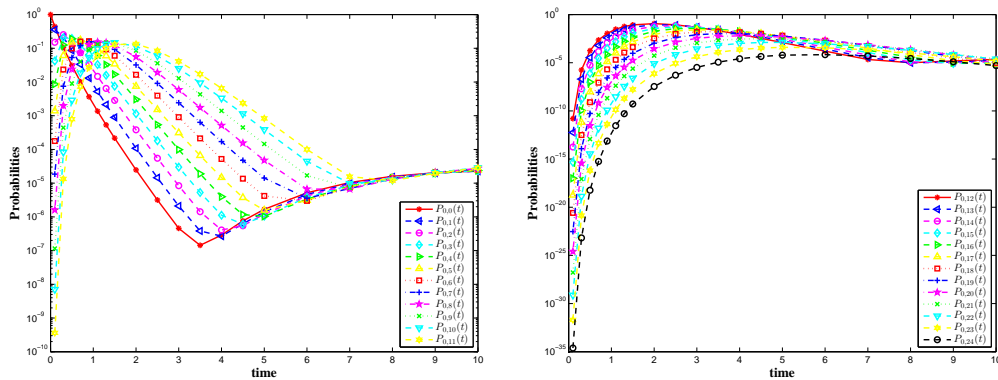 10^0
10^{-1}
10^{-2}
10^{-3}
10^{-4}
10^{-5}
10^{-6}
10^{-7}
10^{-8}
10^{-9}
10^{-10}
Probabilities
0 1 2 3 4 5 6 7 8 9 10
time
P_{0,0}(t)
P_{0,1}(t)
P_{0,2}(t)
P_{0,3}(t)
P_{0,4}(t)
P_{0,5}(t)
P_{0,6}(t)
P_{0,7}(t)
P_{0,8}(t)
P_{0,9}(t)
P_{0,10}(t)
P_{0,11}(t)
10^0
10^{-5}
10^{-10}
10^{-15}
10^{-20}
10^{-25}
10^{-30}
10^{-35}
Probabilities
0 1 2 3 4 5 6 7 8 9 10
time
P_{0,12}(t)
P_{0,13}(t)
P_{0,14}(t)
P_{0,15}(t)
P_{0,16}(t)
P_{0,17}(t)
P_{0,18}(t)
P_{0,19}(t)
P_{0,20}(t)
P_{0,21}(t)
P_{0,22}(t)
P_{0,23}(t)
P_{0,24}(t)